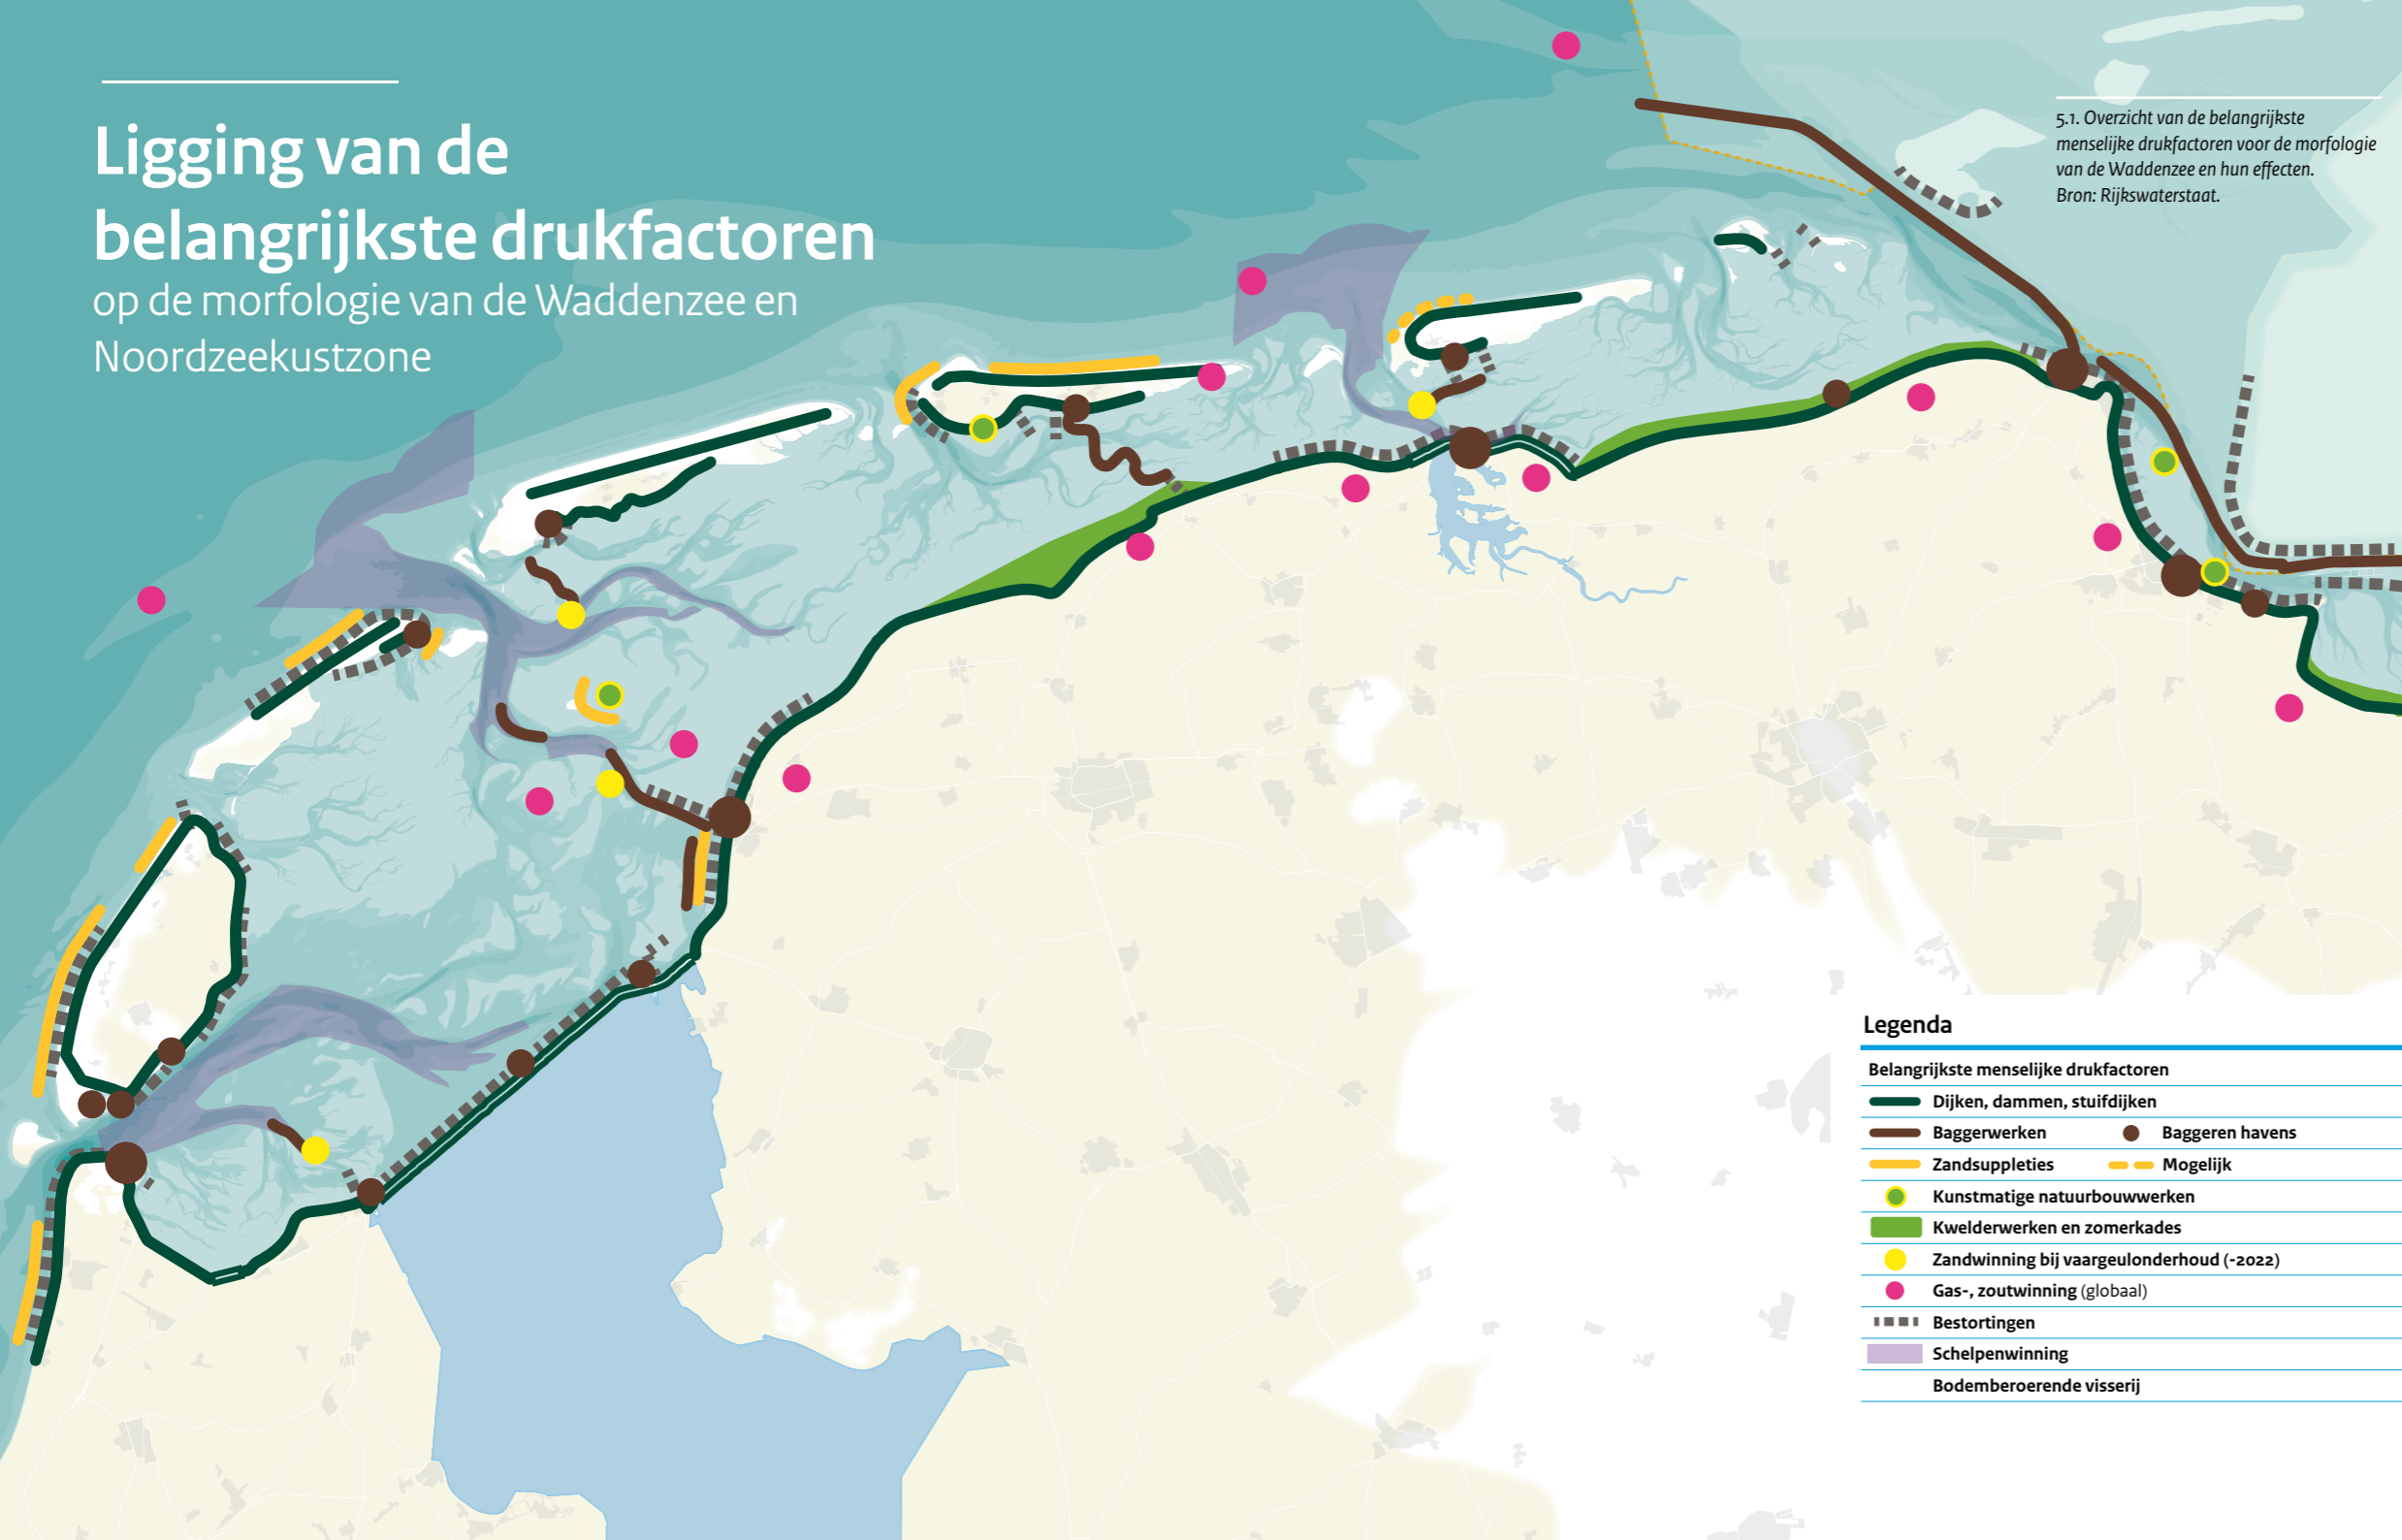 Ligging van de
belangrijkste drukfactoren
op de morfologie van de Waddenzee en
Noordzeekustzone
5.1. Overzicht van de belangrijkste
menselijke drukfactoren voor de morfologie
van de Waddenzee en hun effecten.
Bron: Rijkswaterstaat.
Legenda
Belangrijkste menselijke drukfactoren
Dijken, dammen, stuifdijken
Baggerwerken Baggeren havens
Zandsuppleties Mogelijk
Kunstmatige natuurbouwwerken
Kwelderwerken en zomerkades
Zandwinning bij vaargeulonderhoud (-2022)
Gas-, zoutwinning (globaal)
Bestortingen
Schelpenwinning
Bodemberoerende visserij